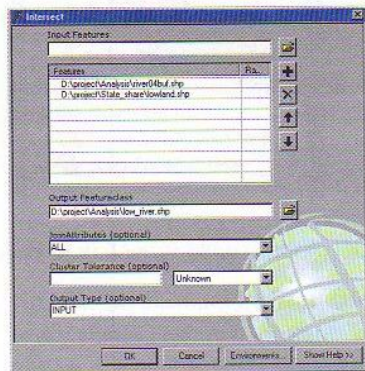 Intersect
Input Features
Features Ra...
D:\project\Analysis\river04buf.shp
D:\project\State_share\lowland.shp
Output Featureclass
D:\project\Analysis\low_river.shp
JoinAttributes (optional)
ALL
Cluster Tolerance (optional)
Unknown
Output Type (optional)
INPUT
OK Cancel Environments... Show Help >>